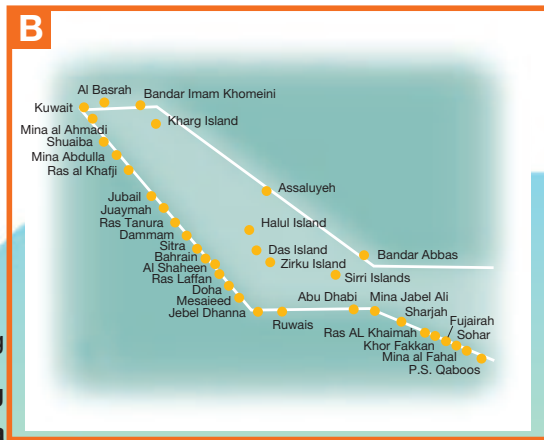 B
Al Basrah
Bandar Imam Khomeini
Kuwait
Kharg Island
Mina al Ahmadi
Shuaiba
Mina Abdulla
Ras al Khafji
Assaluyeh
Jubail
Juaymah
Ras Tanura
Halul Island
Dammam
Sitra
Das Island
Bandar Abbas
Bahrain
Zirku Island
Al Shaheen
Sirri Islands
Ras Laffan
Doha
Mesaieed
Abu Dhabi
Mina Jabel Ali
Jebel Dhanna
Sharjah
Ruwais
Fujairah
Ras AL Khaimah
Sohar
Khor Fakkan
Mina al Fahal
P.S. Qaboos
g
g